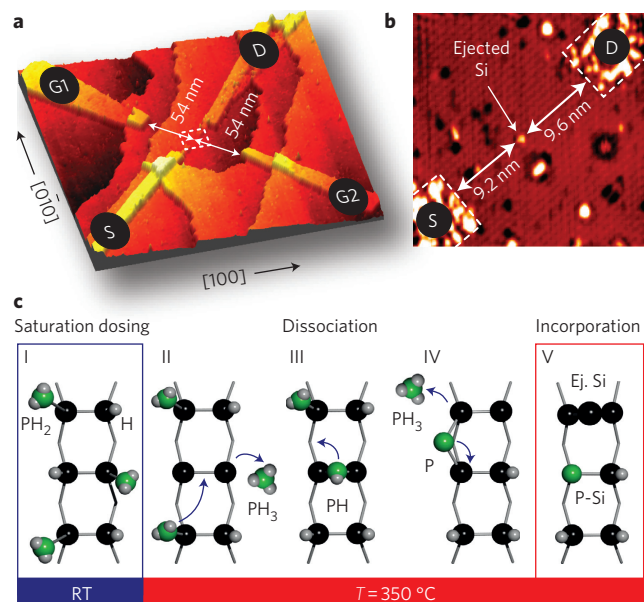 a
G1
D
54 nm
54 nm
S
G2
[01̄0]
[100]
b
D
Ejected
Si
9.6 nm
9.2 nm
S
c
Saturation dosing
Dissociation
Incorporation
I
II
III
IV
V
PH₂
H
PH₃
PH
PH₃
P
Ej. Si
P-Si
RT
T = 350 °C